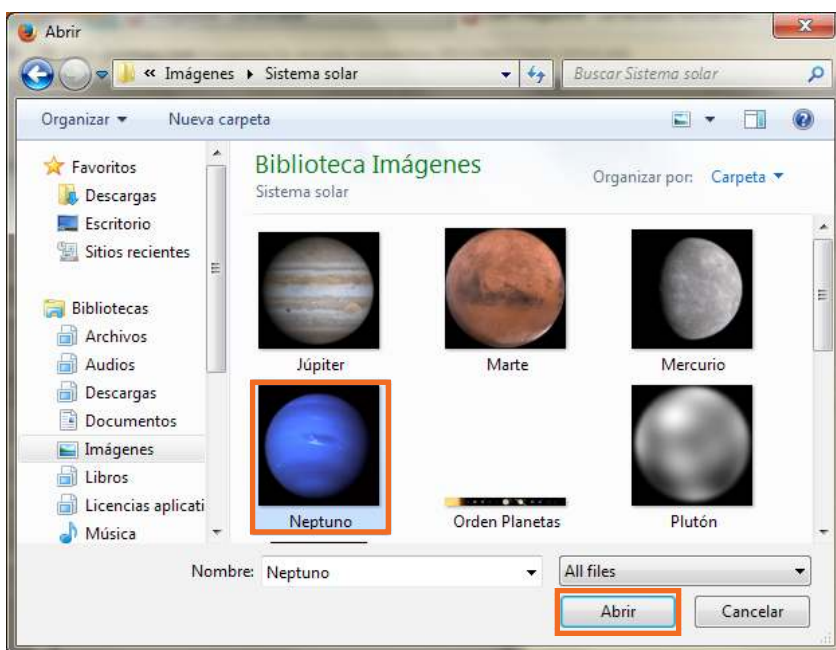 Abrir
« Imágenes Sistema solar
Buscar Sistema solar
Organizar
Nueva carpeta
Favoritos
Descargas
Escritorio
Sitios recientes
Bibliotecas
Archivos
Audios
Descargas
Documentos
Imágenes
Libros
Licencias aplicati
Música
Biblioteca Imágenes
Sistema solar
Organizar por: Carpeta
Júpiter
Marte
Mercurio
Neptuno
Orden Planetas
Plutón
Nombre: Neptuno
All files
Abrir
Cancelar